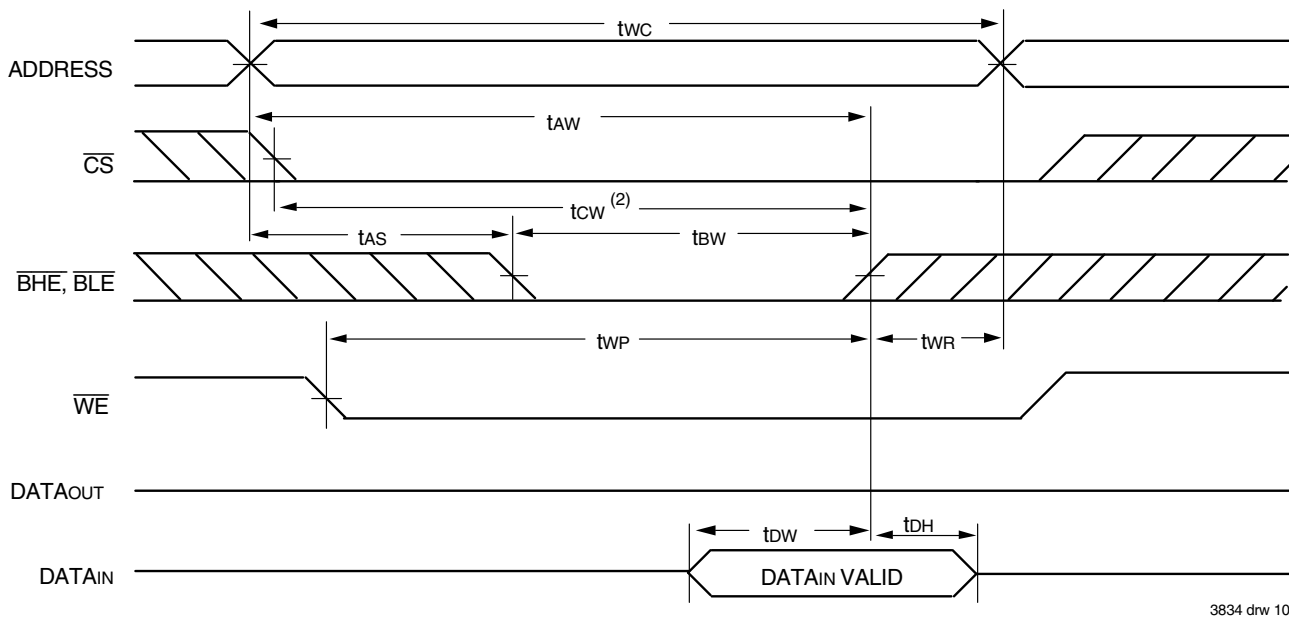 tWC
ADDRESS
tAW
CS
tCW (2)
tAS
tBW
BHE, BLE
tWP
tWR
WE
DATAOUT
tDW
tDH
DATAIN
DATAIN VALID
3834 drw 10